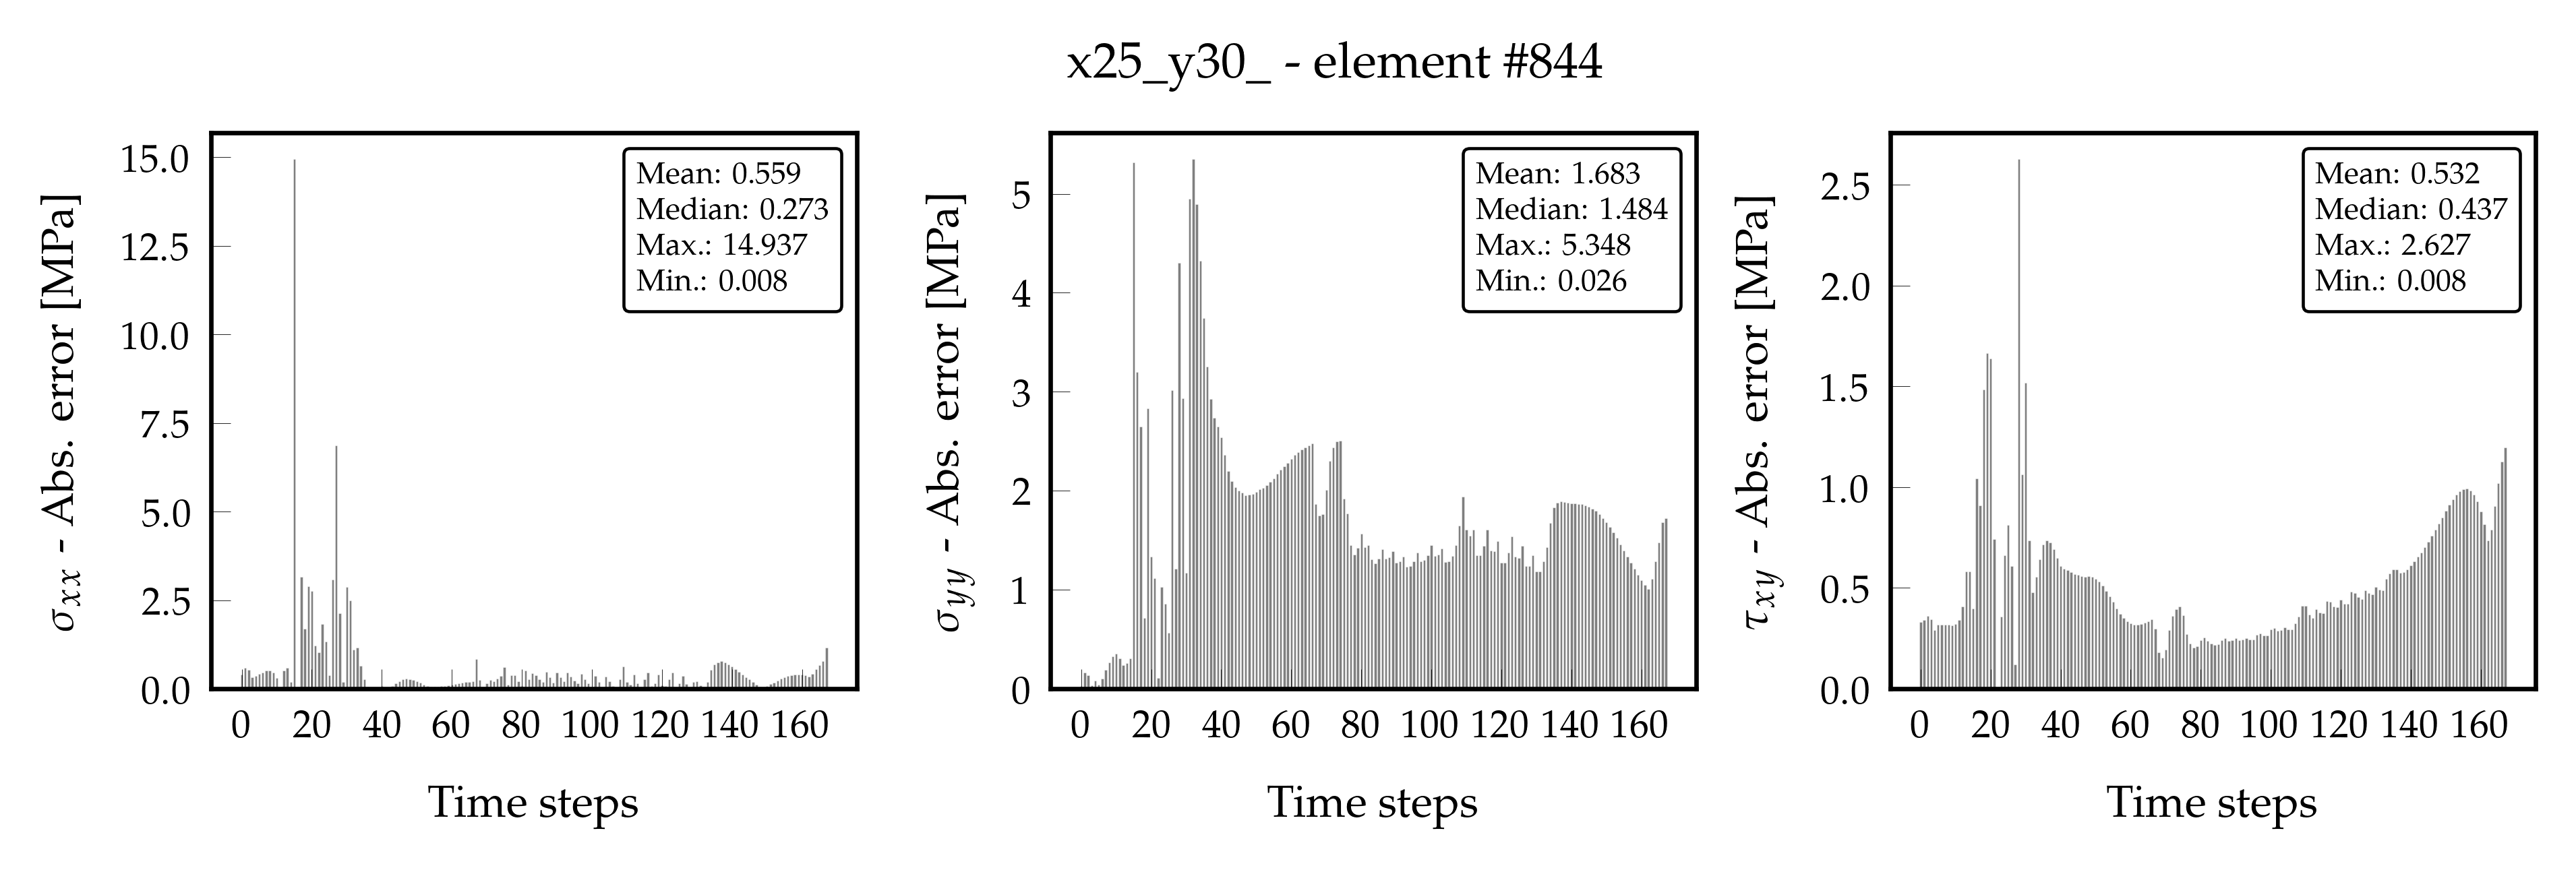 x25_y30_ - element #844
σxx - Abs. error [MPa]
15.0
12.5
10.0
7.5
5.0
2.5
0.0
0 20 40 60 80 100 120 140 160
Time steps
Mean: 0.559
Median: 0.273
Max.: 14.937
Min.: 0.008
σyy - Abs. error [MPa]
5
4
3
2
1
0
0 20 40 60 80 100 120 140 160
Time steps
Mean: 1.683
Median: 1.484
Max.: 5.348
Min.: 0.026
τxy - Abs. error [MPa]
2.5
2.0
1.5
1.0
0.5
0.0
0 20 40 60 80 100 120 140 160
Time steps
Mean: 0.532
Median: 0.437
Max.: 2.627
Min.: 0.008